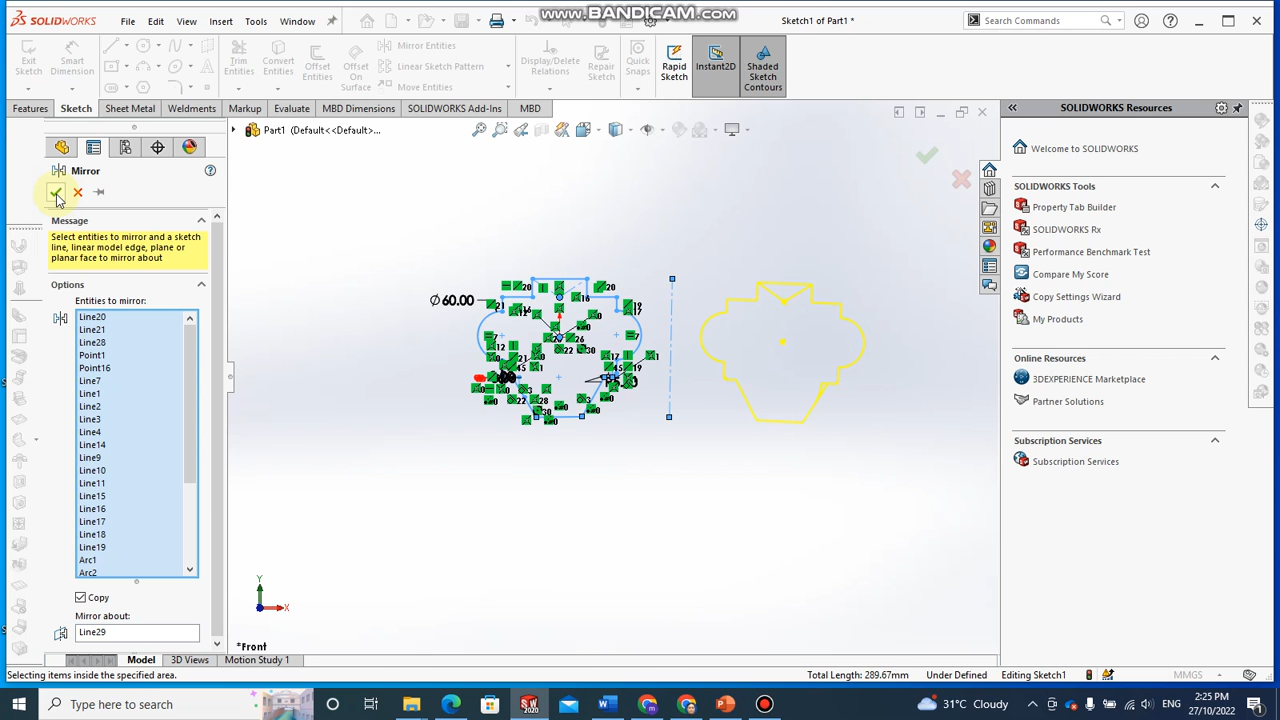 SOLIDWORKS
File Edit View Insert Tools Window
www.BANDICAM.com
Sketch1 of Part1 *
Search Commands
Exit Sketch
Smart Dimension
Trim Entities
Convert Entities
Offset Entities
Offset On Surface
Mirror Entities
Linear Sketch Pattern
Move Entities
Display/Delete Relations
Repair Sketch
Quick Snaps
Rapid Sketch
Instant2D
Shaded Sketch Contours
Features Sketch Sheet Metal Weldments Markup Evaluate MBD Dimensions SOLIDWORKS Add-Ins MBD
Part1 (Default<<Default>...
SOLIDWORKS Resources
Mirror
Message
Select entities to mirror and a sketch
line, linear model edge, plane or
planar face to mirror about
Options
Entities to mirror:
Line20
Line21
Line28
Point1
Point16
Line7
Line1
Line2
Line3
Line4
Line14
Line9
Line10
Line11
Line15
Line16
Line17
Line18
Line19
Arc1
Arc2
Copy
Mirror about:
Line29
Ø60.00
Y
X
*Front
Welcome to SOLIDWORKS
SOLIDWORKS Tools
Property Tab Builder
SOLIDWORKS Rx
Performance Benchmark Test
Compare My Score
Copy Settings Wizard
My Products
Online Resources
3DEXPERIENCE Marketplace
Partner Solutions
Subscription Services
Subscription Services
Model 3D Views Motion Study 1
Selecting items inside the specified area.
Total Length: 289.67mm Under Defined Editing Sketch1 MMGS
Type here to search
31°C Cloudy
ENG
2:25 PM
27/10/2022